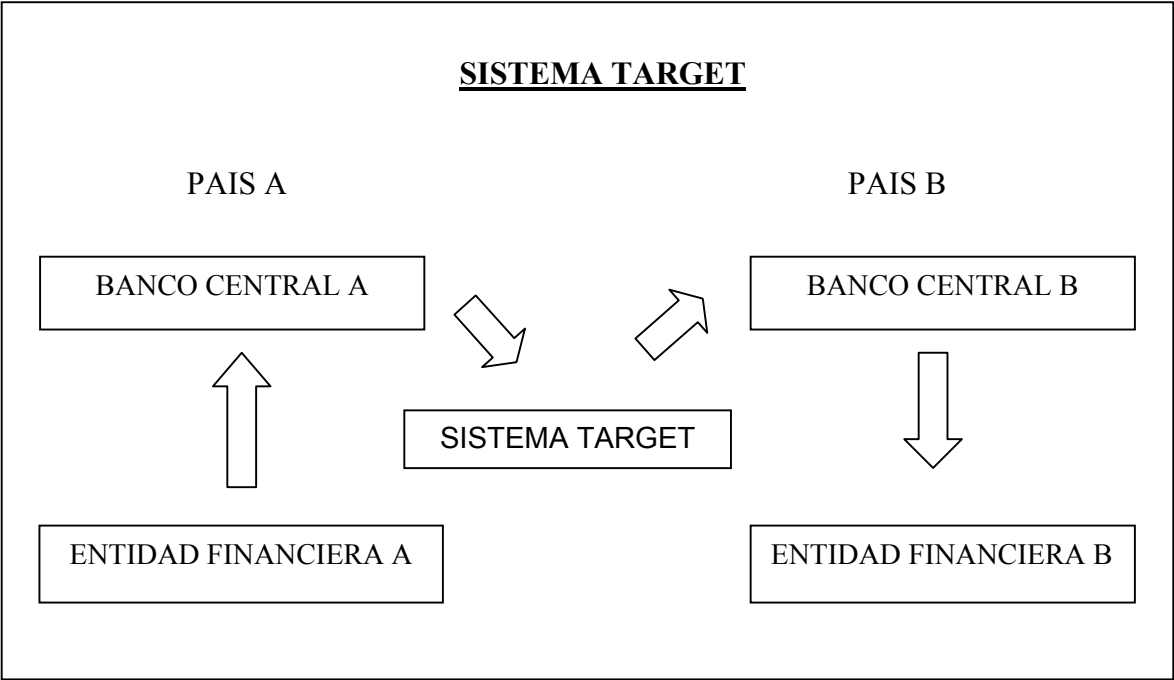 SISTEMA TARGET
PAIS A
PAIS B
BANCO CENTRAL A
BANCO CENTRAL B
SISTEMA TARGET
ENTIDAD FINANCIERA A
ENTIDAD FINANCIERA B